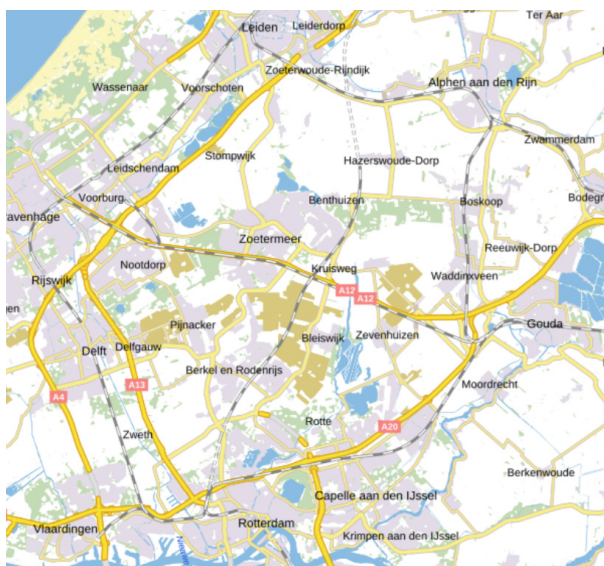 Leiden
Leiderdorp
Ter Aar
Zoeterwoude-Rijndijk
Wassenaar
Voorschoten
Alphen aan den Rijn
Zwammerdam
Stompwijk
Hazerswoude-Dorp
Leidschendam
Voorburg
Benthuizen
Boskoop
Bodegr
ravenhage
Zoetermeer
Reeuwijk-Dorp
Nootdorp
Kruisweg
Waddinxveen
Rijswijk
A12
A12
gen
Pijnacker
Gouda
Bleiswijk
Zevenhuizen
Delft
Delfgauw
Berkel en Rodenrijs
Moordrecht
A13
A4
Rotte
A20
Zweth
Berkenwoude
Capelle aan den IJssel
Vlaardingen
Rotterdam
Krimpen aan den IJssel